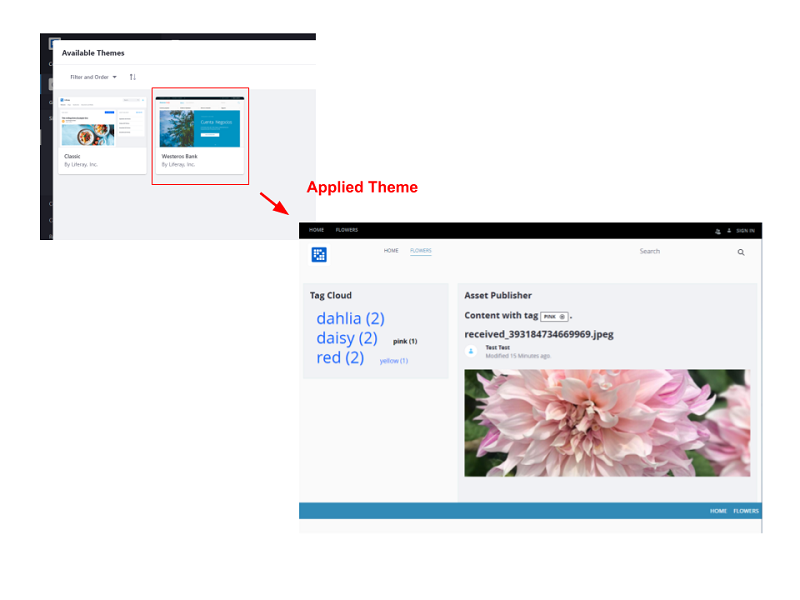 Available Themes
Filter and Order
Cuenta Negocios
Classic
By Liferay, Inc.
Westeros Bank
By Liferay, Inc.
Applied Theme
HOME FLOWERS
SIGN IN
HOME FLOWERS
Search
Tag Cloud
dahlia (2)
daisy (2) pink (1)
red (2) yellow (1)
Asset Publisher
Content with tag PINK .
received_393184734669969.jpeg
Test Test
Modified 15 Minutes ago.
HOME FLOWERS